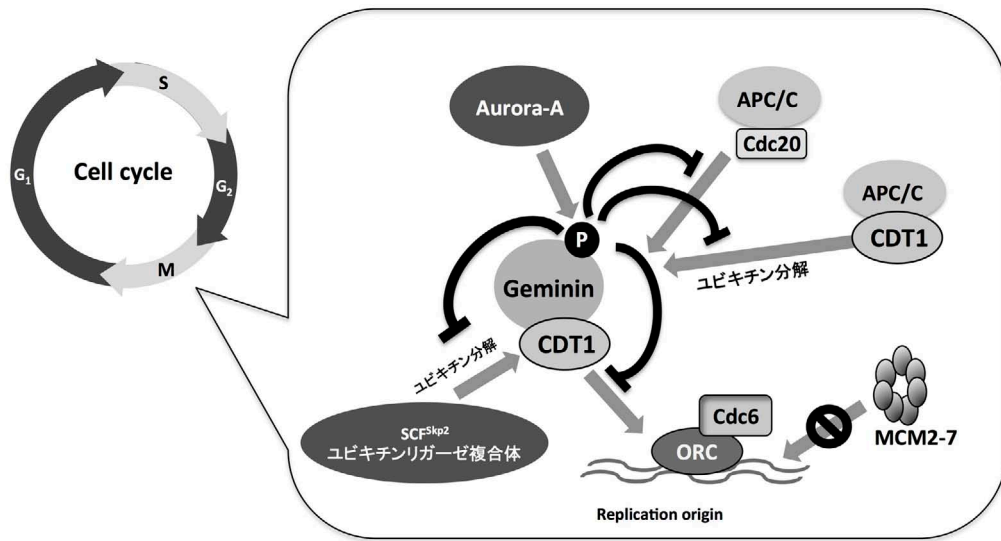 S
G₁
Cell cycle
G₂
M
Aurora-A
APC/C
Cdc20
APC/C
CDT1
P
ユビキチン分解
Geminin
CDT1
ユビキチン分解
SCF^Skp2
ユビキチンリガーゼ複合体
Cdc6
ORC
MCM2-7
Replication origin